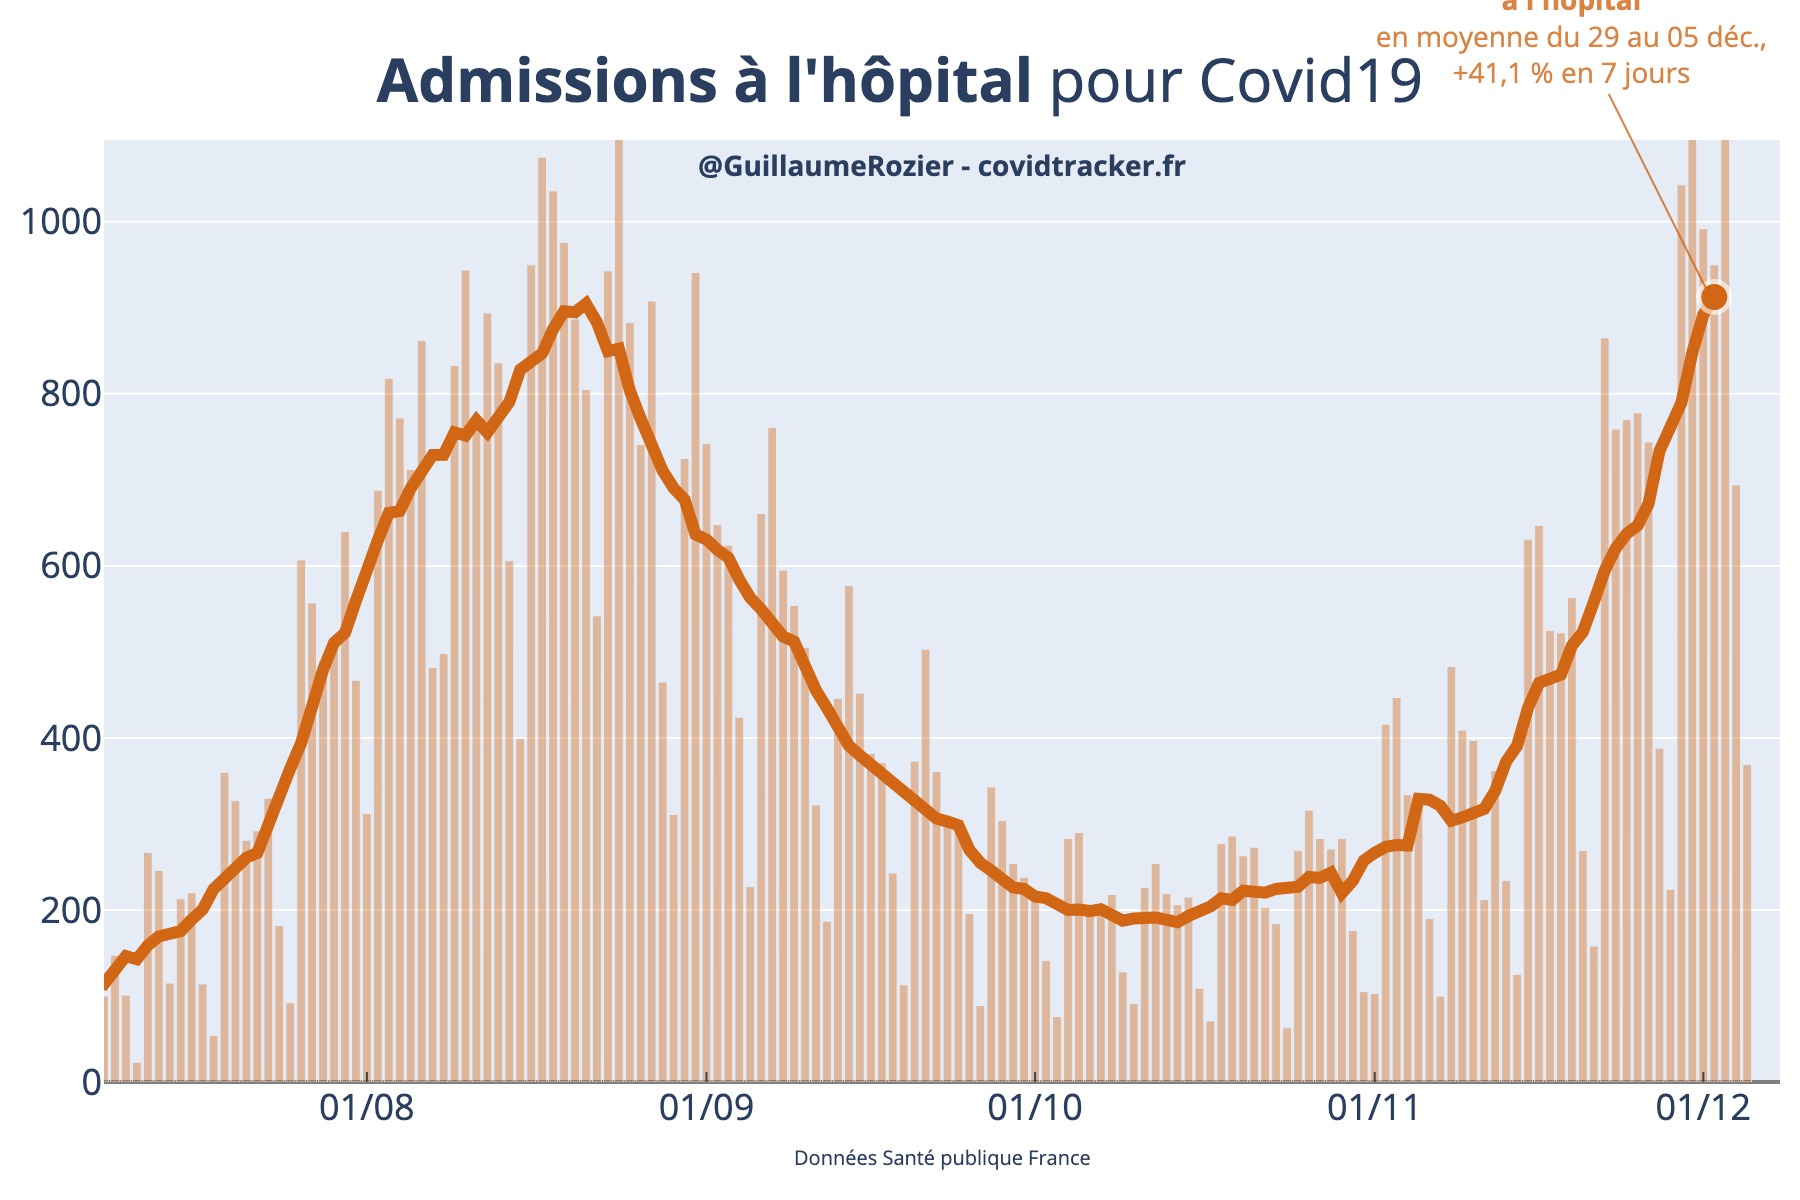 à l'hôpital
en moyenne du 29 au 05 déc.,
+41,1 % en 7 jours
Admissions à l'hôpital pour Covid19
@GuillaumeRozier - covidtracker.fr
1000
800
600
400
200
0
01/08 01/09 01/10 01/11 01/12
Données Santé publique France